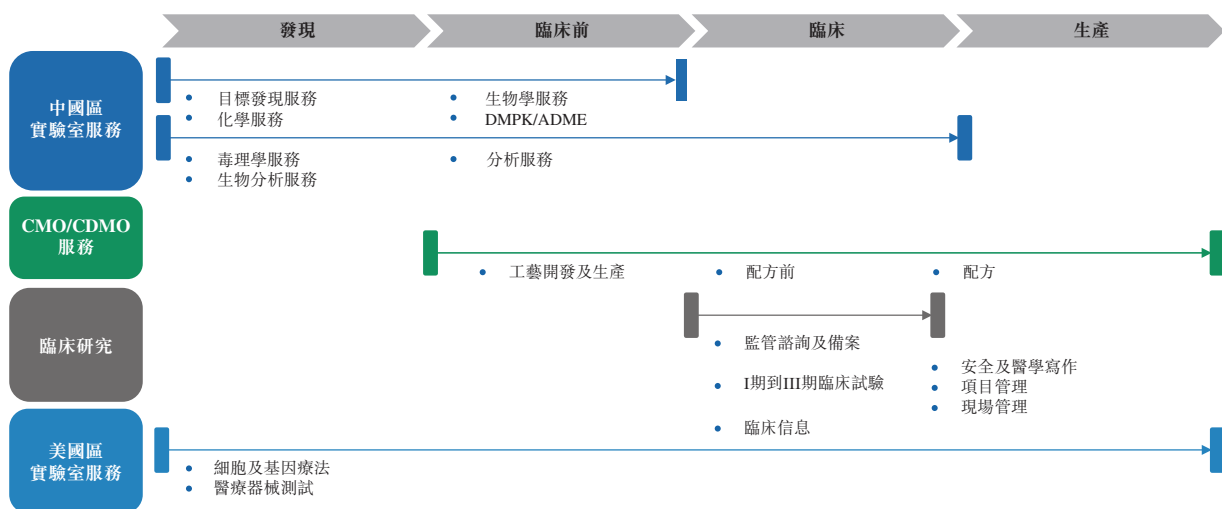 發現
臨床前
臨床
生產
中國區
實驗室服務
目標發現服務
化學服務
生物學服務
DMPK/ADME
毒理學服務
生物分析服務
分析服務
CMO/CDMO
服務
工藝開發及生產
配方前
配方
臨床研究
監管諮詢及備案
I期到III期臨床試驗
臨床信息
安全及醫學寫作
項目管理
現場管理
美國區
實驗室服務
細胞及基因療法
醫療器械測試